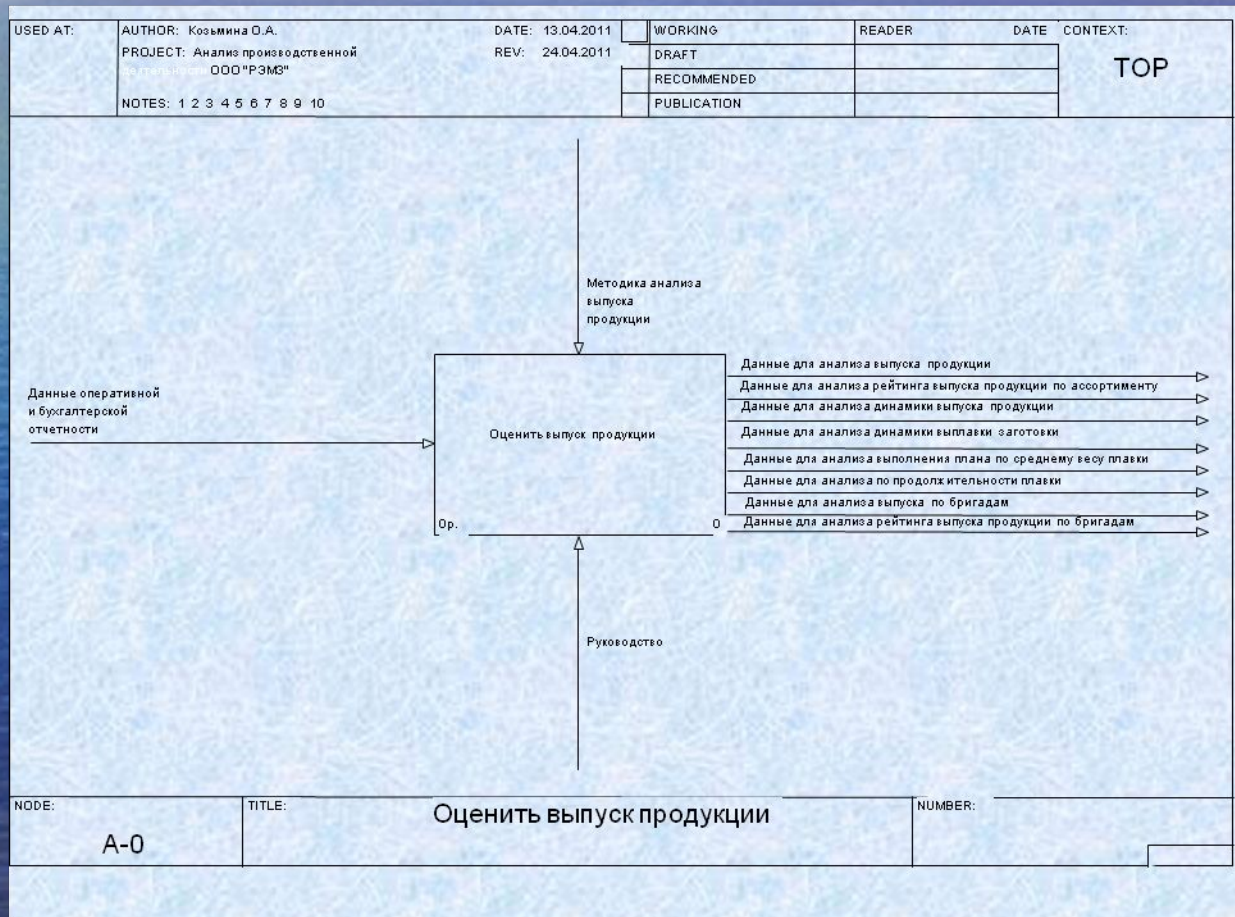 USED AT:
AUTHOR: Козьмина О.А.
DATE: 13.04.2011
PROJECT: Анализ производственной
деятельности ООО "РЭМЗ"
REV: 24.04.2011
NOTES: 1 2 3 4 5 6 7 8 9 10
WORKING
DRAFT
RECOMMENDED
PUBLICATION
READER
DATE
CONTEXT:
TOP
Методика анализа
выпуска
продукции
Данные оперативной
и бухгалтерской
отчетности
Оценить выпуск продукции
0р.
0
Данные для анализа выпуска продукции
Данные для анализа рейтинга выпуска продукции по ассортименту
Данные для анализа динамики выпуска продукции
Данные для анализа динамики выплавки заготовки
Данные для анализа выполнения плана по среднему весу плавки
Данные для анализа по продолжительности плавки
Данные для анализа выпуска по бригадам
Данные для анализа рейтинга выпуска продукции по бригадам
Руководство
NODE:
A-0
TITLE:
Оценить выпуск продукции
NUMBER: